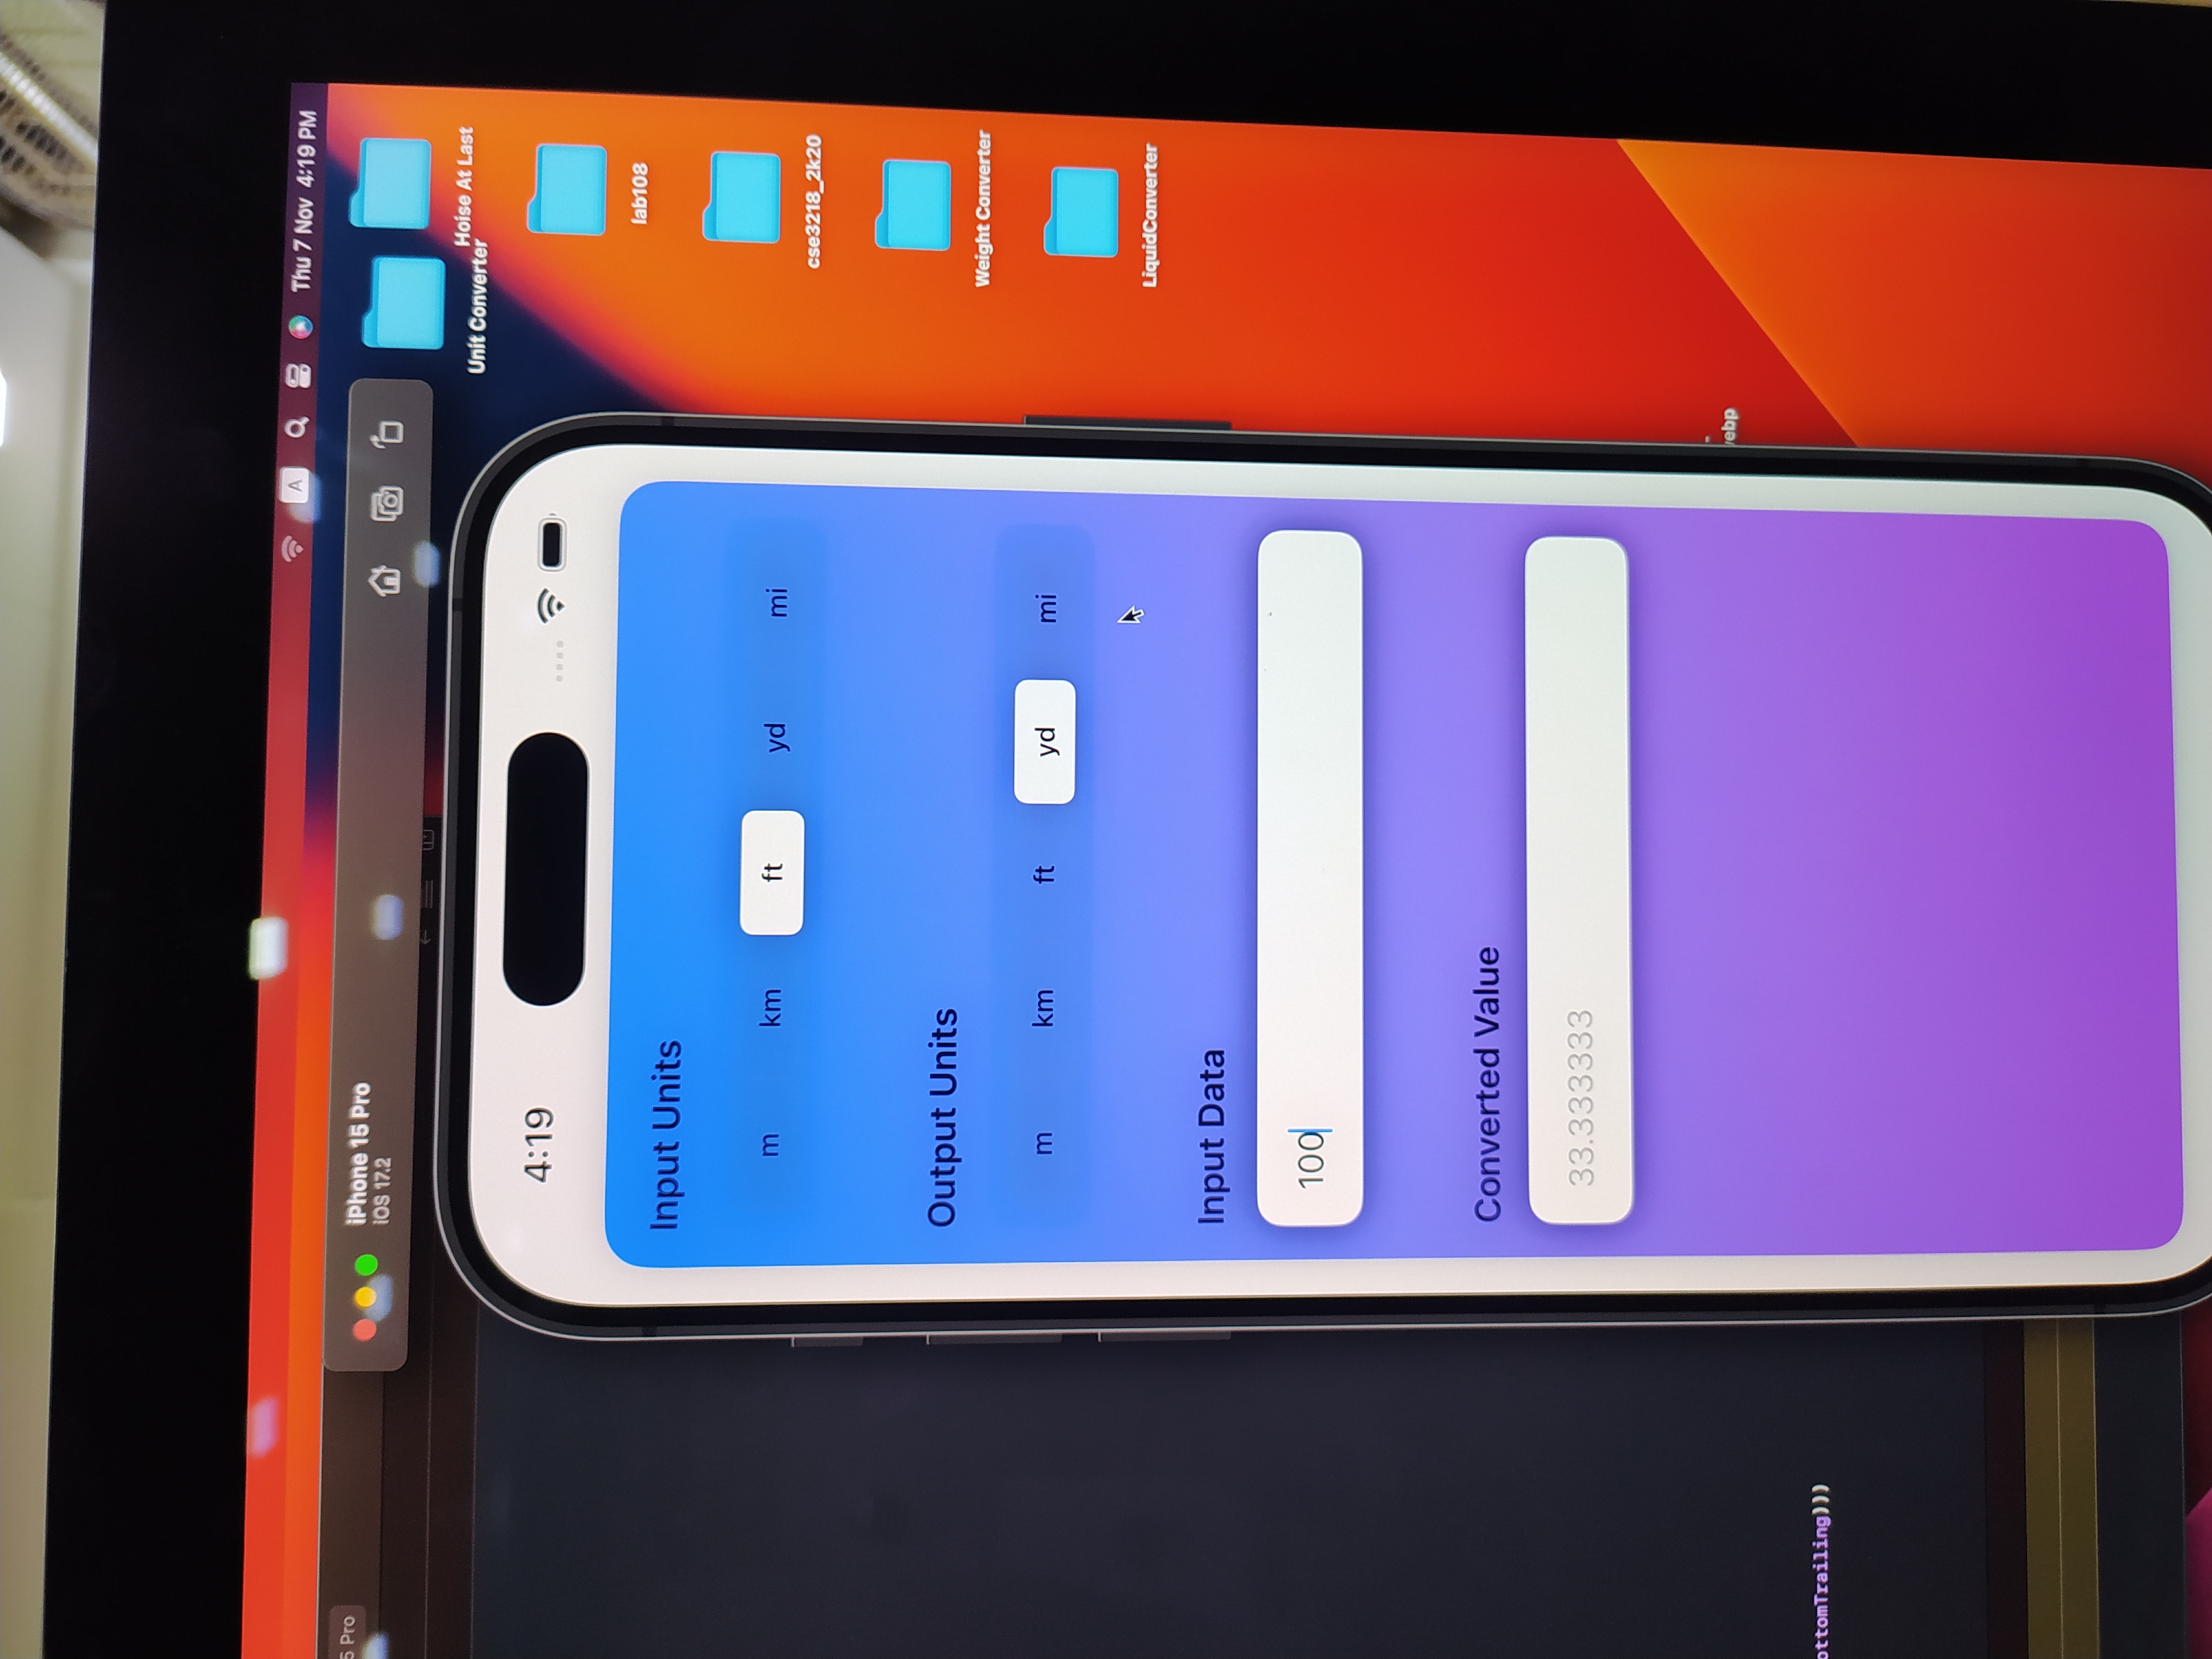 Thu 7 Nov 4:19 PM
5 Pro
iPhone 15 Pro
iOS 17.2
A
Unit Converter
Hoise At Last
lab108
cse3218_2k20
Weight Converter
LiquidConverter
4:19
Input Units
m km ft yd mi
Output Units
m km ft yd mi
Input Data
100
Converted Value
33.333333
ebp
ottomTrailing)))